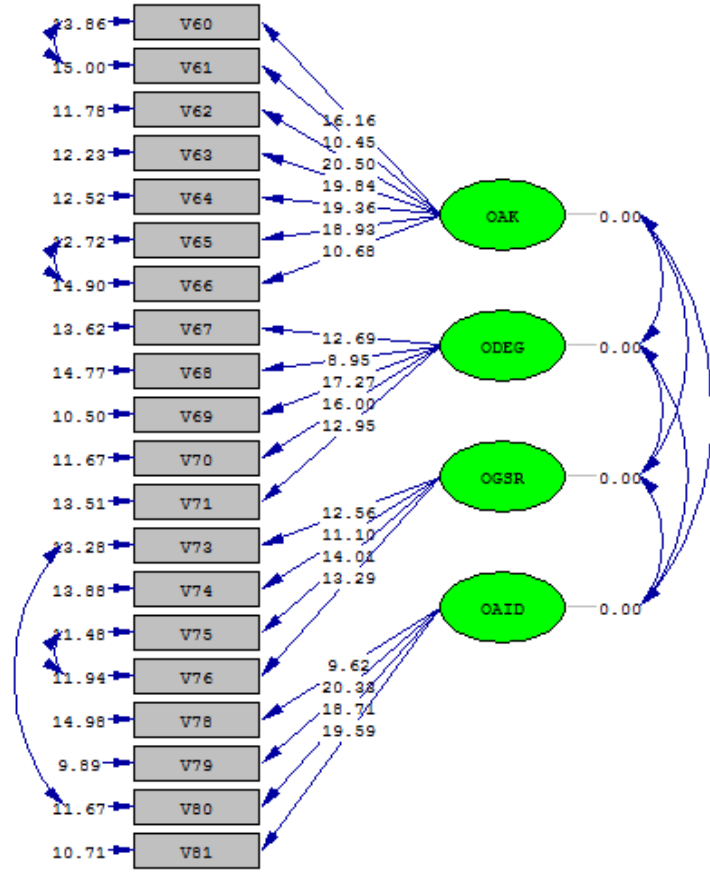 13.86 V60
15.00 V61
11.78 V62
12.23 V63
12.52 V64
12.72 V65
14.90 V66
13.62 V67
14.77 V68
10.50 V69
11.67 V70
13.51 V71
13.28 V73
13.88 V74
11.48 V75
11.94 V76
14.98 V78
9.89 V79
11.67 V80
10.71 V81
16.16
10.45
20.50
19.84
19.36
18.93
10.68
12.69
8.95
17.27
16.00
12.95
12.56
11.10
14.01
13.29
9.62
20.38
18.71
19.59
OAK 0.00
ODEG 0.00
OGSR 0.00
OAID 0.00